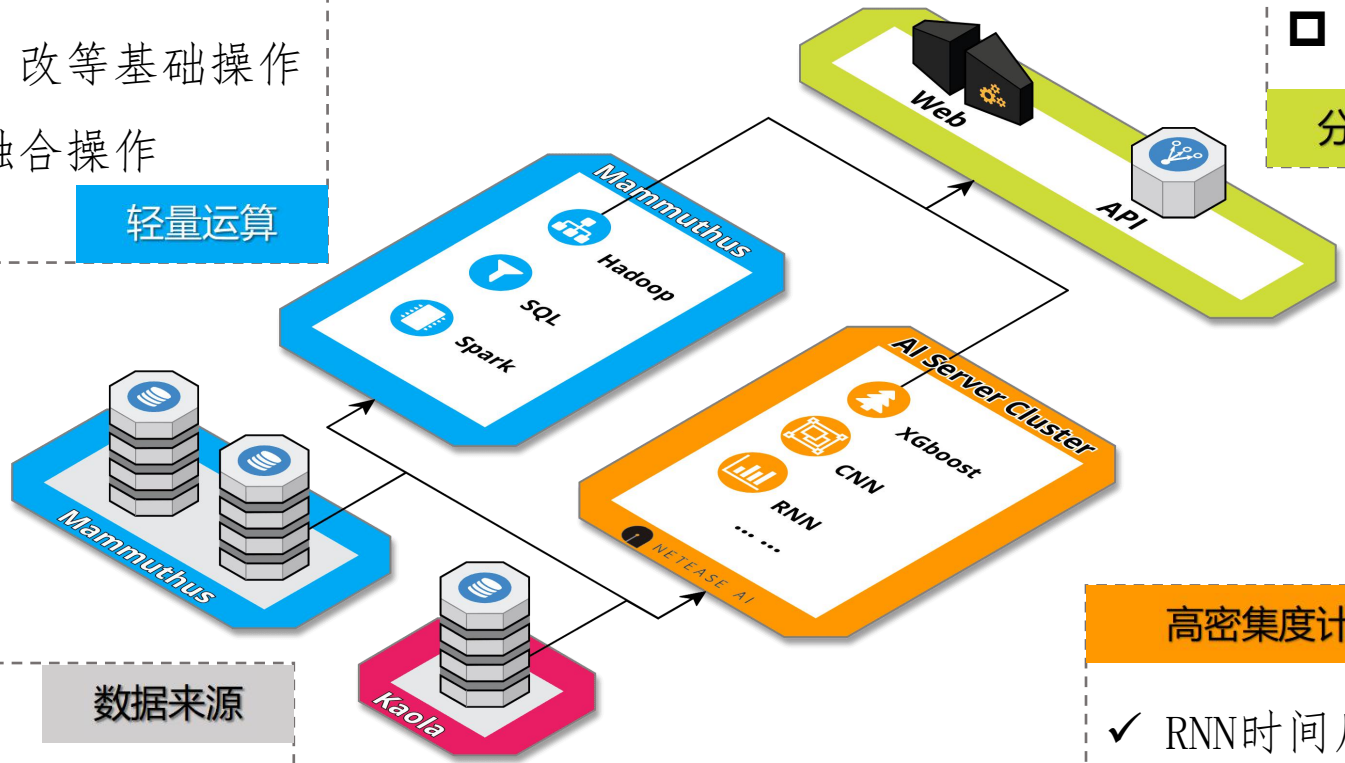 改等基础操作
融合操作
轻量运算
Web
API
分
Mammuthus
Hadoop
SQL
Spark
AI Server Cluster
XGboost
CNN
RNN
... ...
NETEASE AI
Mammuthus
Kaola
数据来源
高密集度计
✓ RNN时间